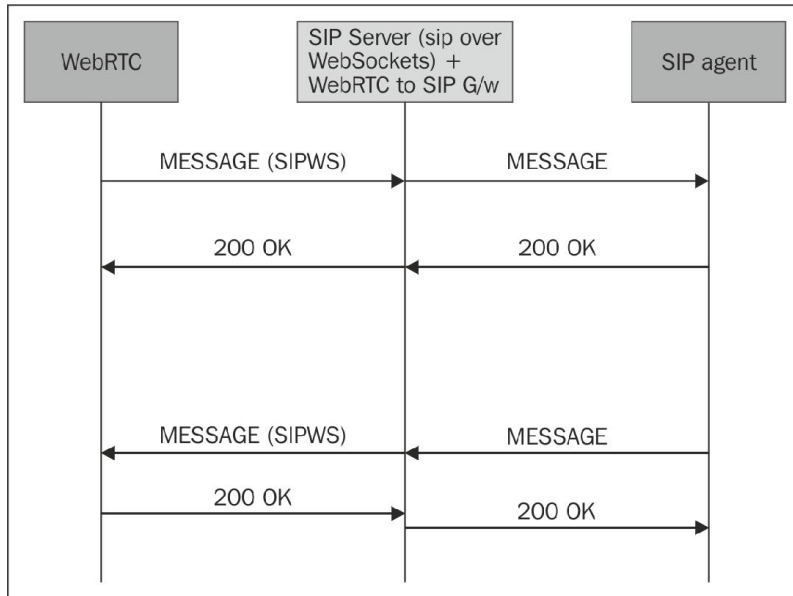 WebRTC
SIP Server (sip over
WebSockets) +
WebRTC to SIP G/w
SIP agent
MESSAGE (SIPWS)
MESSAGE
200 OK
200 OK
MESSAGE (SIPWS)
MESSAGE
200 OK
200 OK